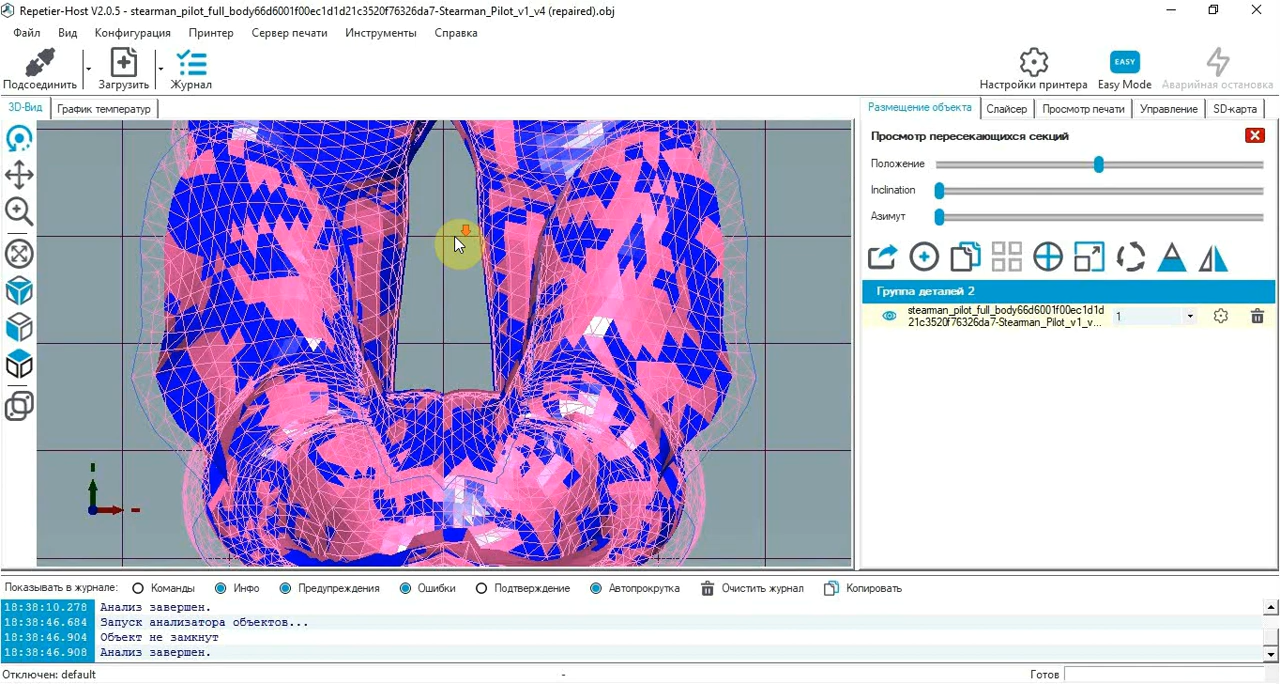 Repetier-Host V2.0.5 - stearman_pilot_full_body66d6001f00ec1d1d21c3520f76326da7-Stearman_Pilot_v1_v4 (repaired).obj
Файл Вид Конфигурация Принтер Сервер печати Инструменты Справка
Подсоединить Загрузить Журнал Настройки принтера EASY Easy Mode Аварийная остановка
3D-Вид График температур
Размещение объекта Слайсер Просмотр печати Управление SD-карта
Просмотр пересекающихся секций
Положение
Inclination
Азимут
Группа деталей 2
stearman_pilot_full_body66d6001f00ec1d1d
21c3520f76326da7-Stearman_Pilot_v1_v...
1
Показывать в журнале: Команды Инфо Предупреждения Ошибки Подтверждение Автопрокрутка Очистить журнал Копировать
18:38:10.278 Анализ завершен.
18:38:46.684 Запуск анализатора объектов...
18:38:46.904 Объект не замкнут
18:38:46.908 Анализ завершен.
Отключен: default - Готов